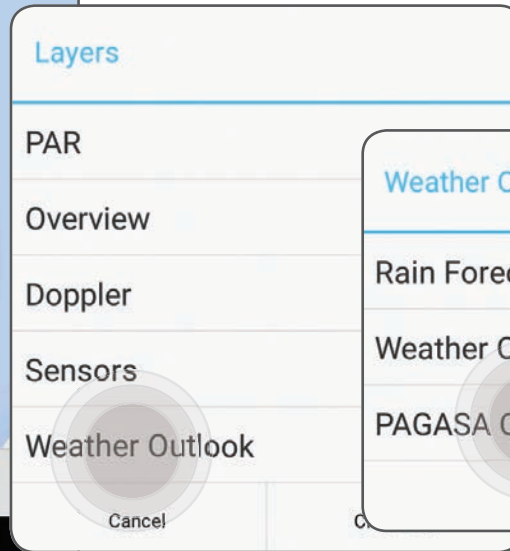 Layers
PAR
Overview
Doppler
Sensors
Weather Outlook
Cancel
Weather
Rain
Weather
PAGASA